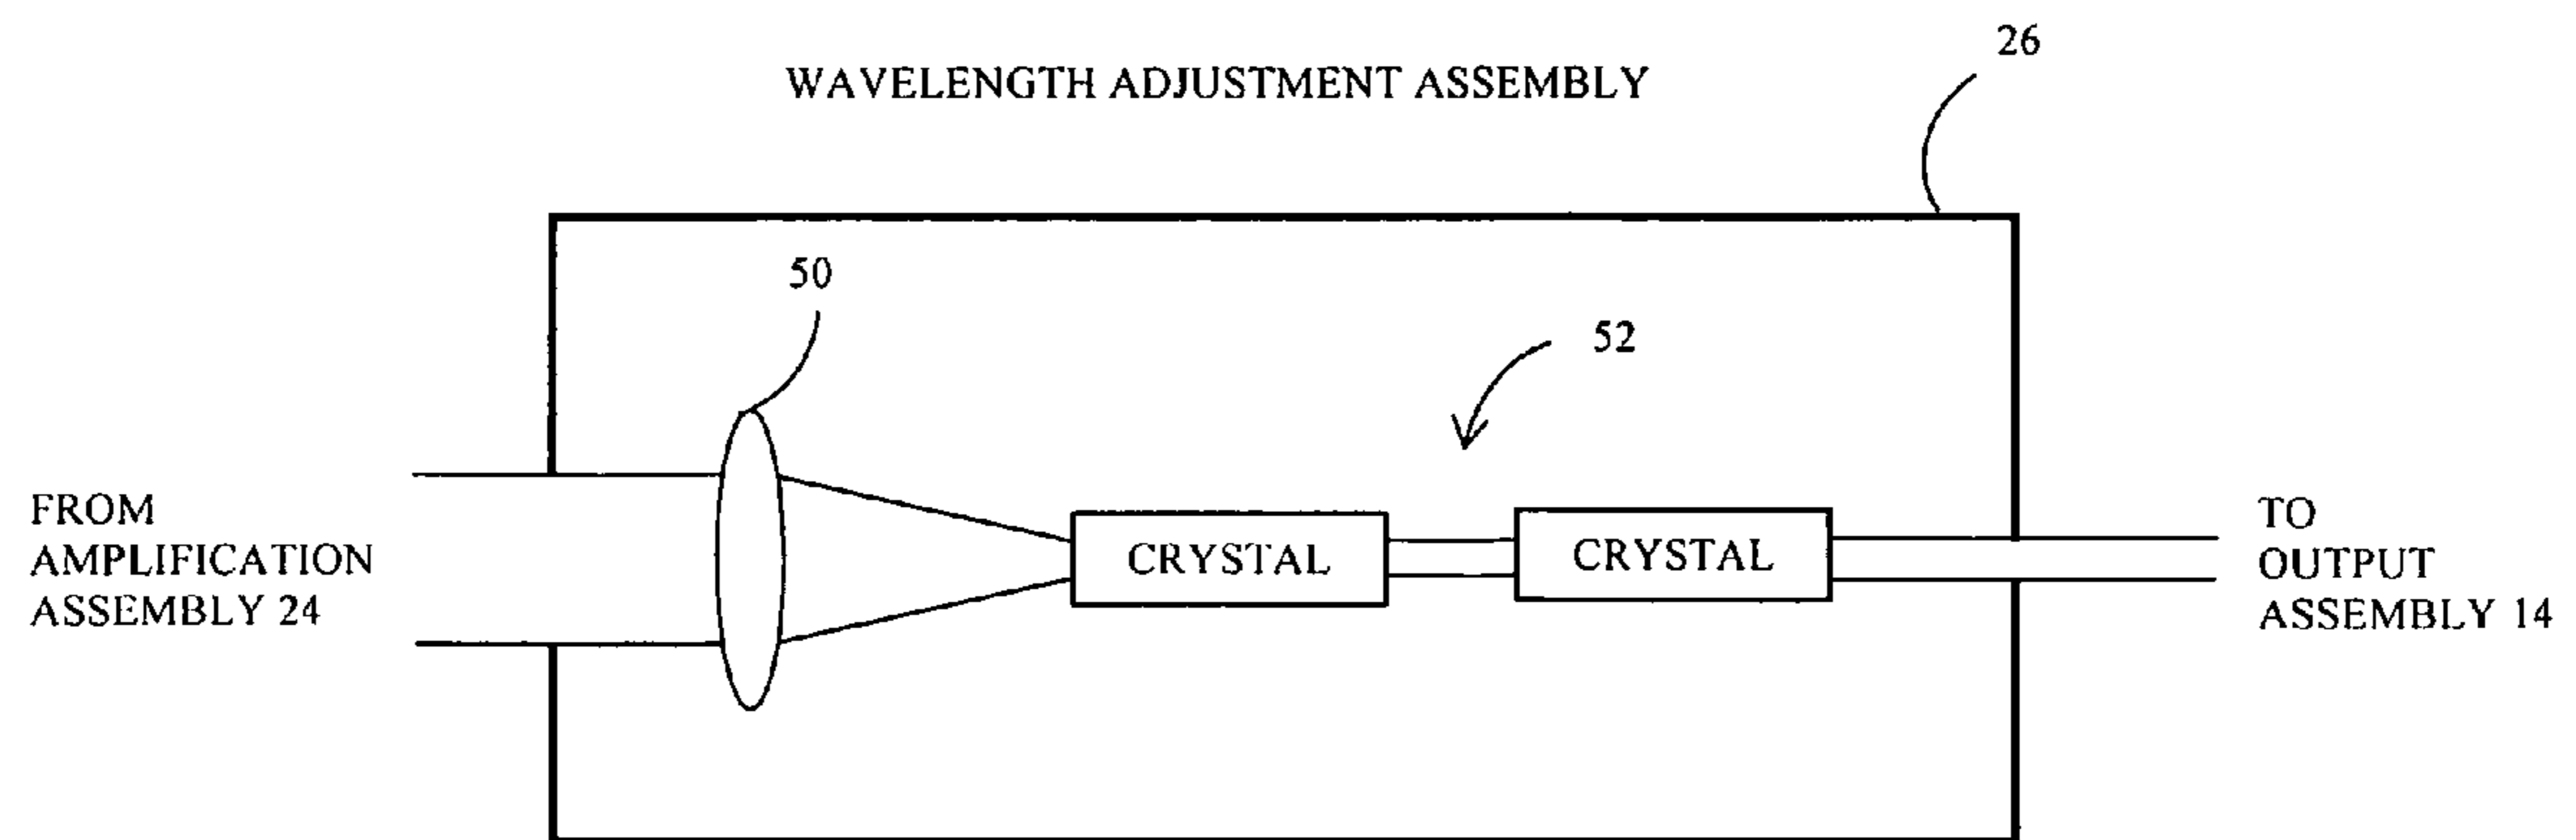 26
WAVELENGTH ADJUSTMENT ASSEMBLY
50
52
FROM
AMPLIFICATION
ASSEMBLY 24
CRYSTAL
CRYSTAL
TO
OUTPUT
ASSEMBLY 14